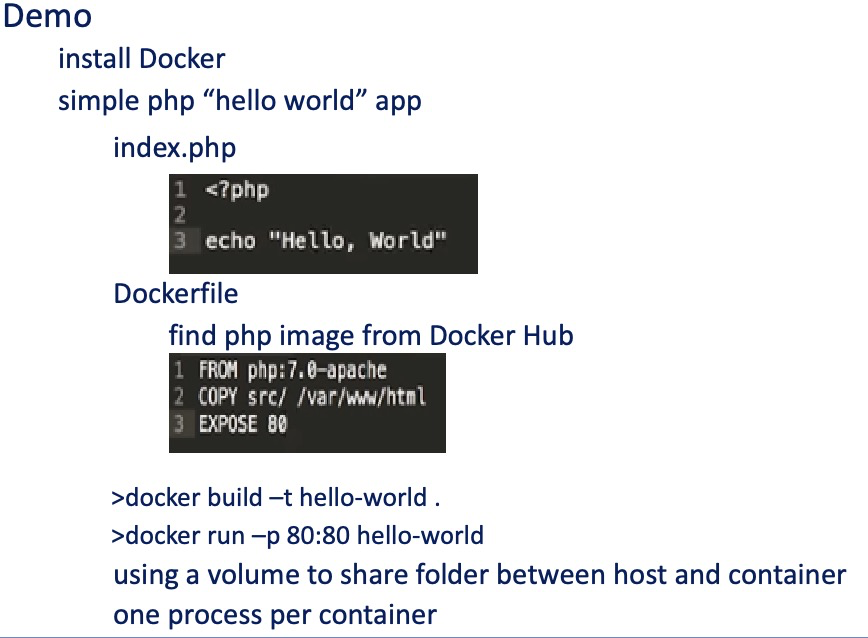 Demo
install Docker
simple php “hello world” app
index.php
1 <?php
2
3 echo "Hello, World"
Dockerfile
find php image from Docker Hub
1 FROM php:7.0-apache
2 COPY src/ /var/www/html
3 EXPOSE 80
>docker build –t hello-world .
>docker run –p 80:80 hello-world
using a volume to share folder between host and container
one process per container